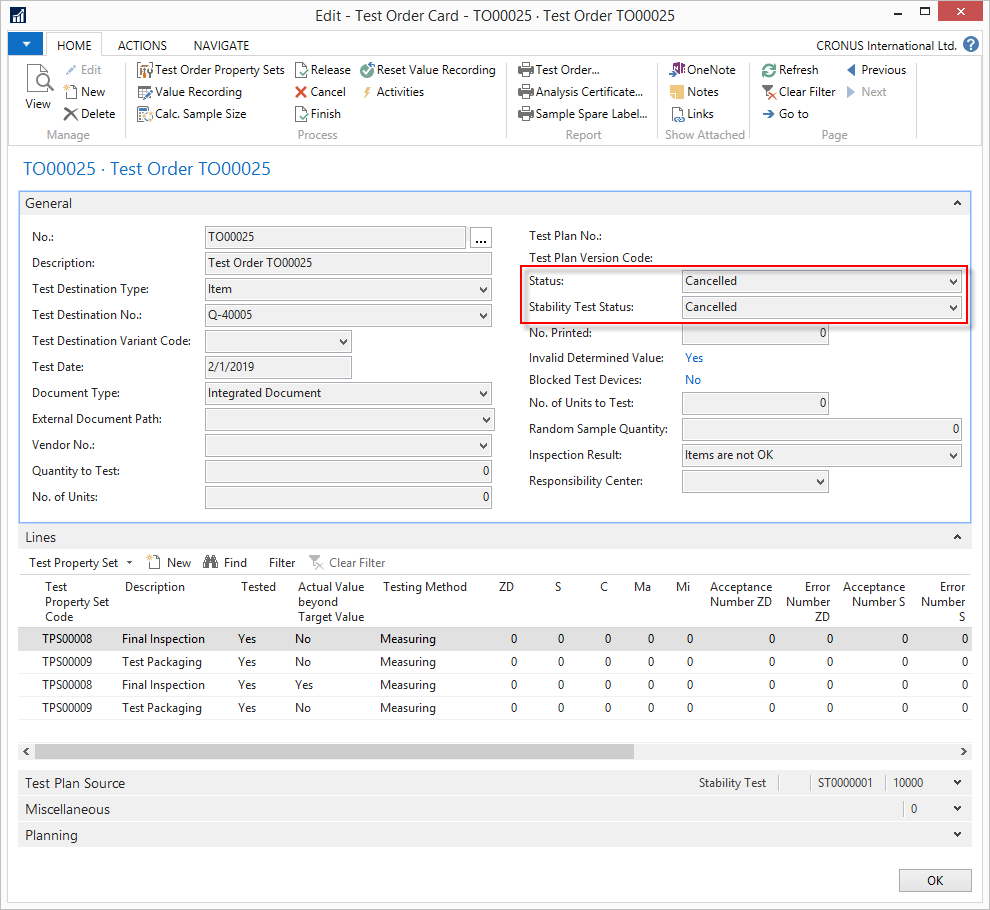 Edit - Test Order Card - TO00025 · Test Order TO00025
HOME ACTIONS NAVIGATE CRONUS International Ltd. ?
View
Edit
New
Delete
Manage
Test Order Property Sets
Value Recording
Calc. Sample Size
Release
Cancel
Finish
Reset Value Recording
Activities
Process
Test Order...
Analysis Certificate...
Sample Spare Label...
Report
OneNote
Notes
Links
Show Attached
Refresh
Clear Filter
Go to
Previous
Next
Page
TO00025 · Test Order TO00025
General
No.: TO00025 ...
Description: Test Order TO00025
Test Destination Type: Item
Test Destination No.: Q-40005
Test Destination Variant Code:
Test Date: 2/1/2019
Document Type: Integrated Document
External Document Path:
Vendor No.:
Quantity to Test: 0
No. of Units: 0
Test Plan No.:
Test Plan Version Code:
Status: Cancelled
Stability Test Status: Cancelled
No. Printed: 0
Invalid Determined Value: Yes
Blocked Test Devices: No
No. of Units to Test: 0
Random Sample Quantity: 0
Inspection Result: Items are not OK
Responsibility Center:
Lines
Test Property Set New Find Filter Clear Filter
Test Property Set Code Description Tested Actual Value beyond Target Value Testing Method ZD S C Ma Mi Acceptance Number ZD Error Number ZD Acceptance Number S Error Number S
TPS00008 Final Inspection Yes No Measuring 0 0 0 0 0 0 0 0 0
TPS00009 Test Packaging Yes No Measuring 0 0 0 0 0 0 0 0 0
TPS00008 Final Inspection Yes Yes Measuring 0 0 0 0 0 0 0 0 0
TPS00009 Test Packaging Yes No Measuring 0 0 0 0 0 0 0 0 0
Test Plan Source Stability Test ST0000001 10000
Miscellaneous 0
Planning
OK